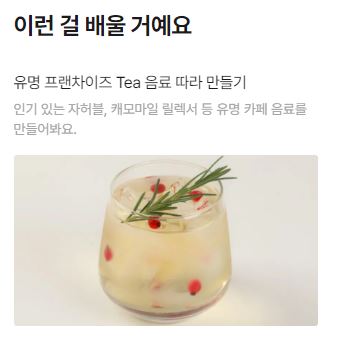 이런 걸 배울 거예요
유명 프랜차이즈 Tea 음료 따라 만들기
인기 있는 자허블, 캐모마일 릴렉서 등 유명 카페 음료를
만들어봐요.